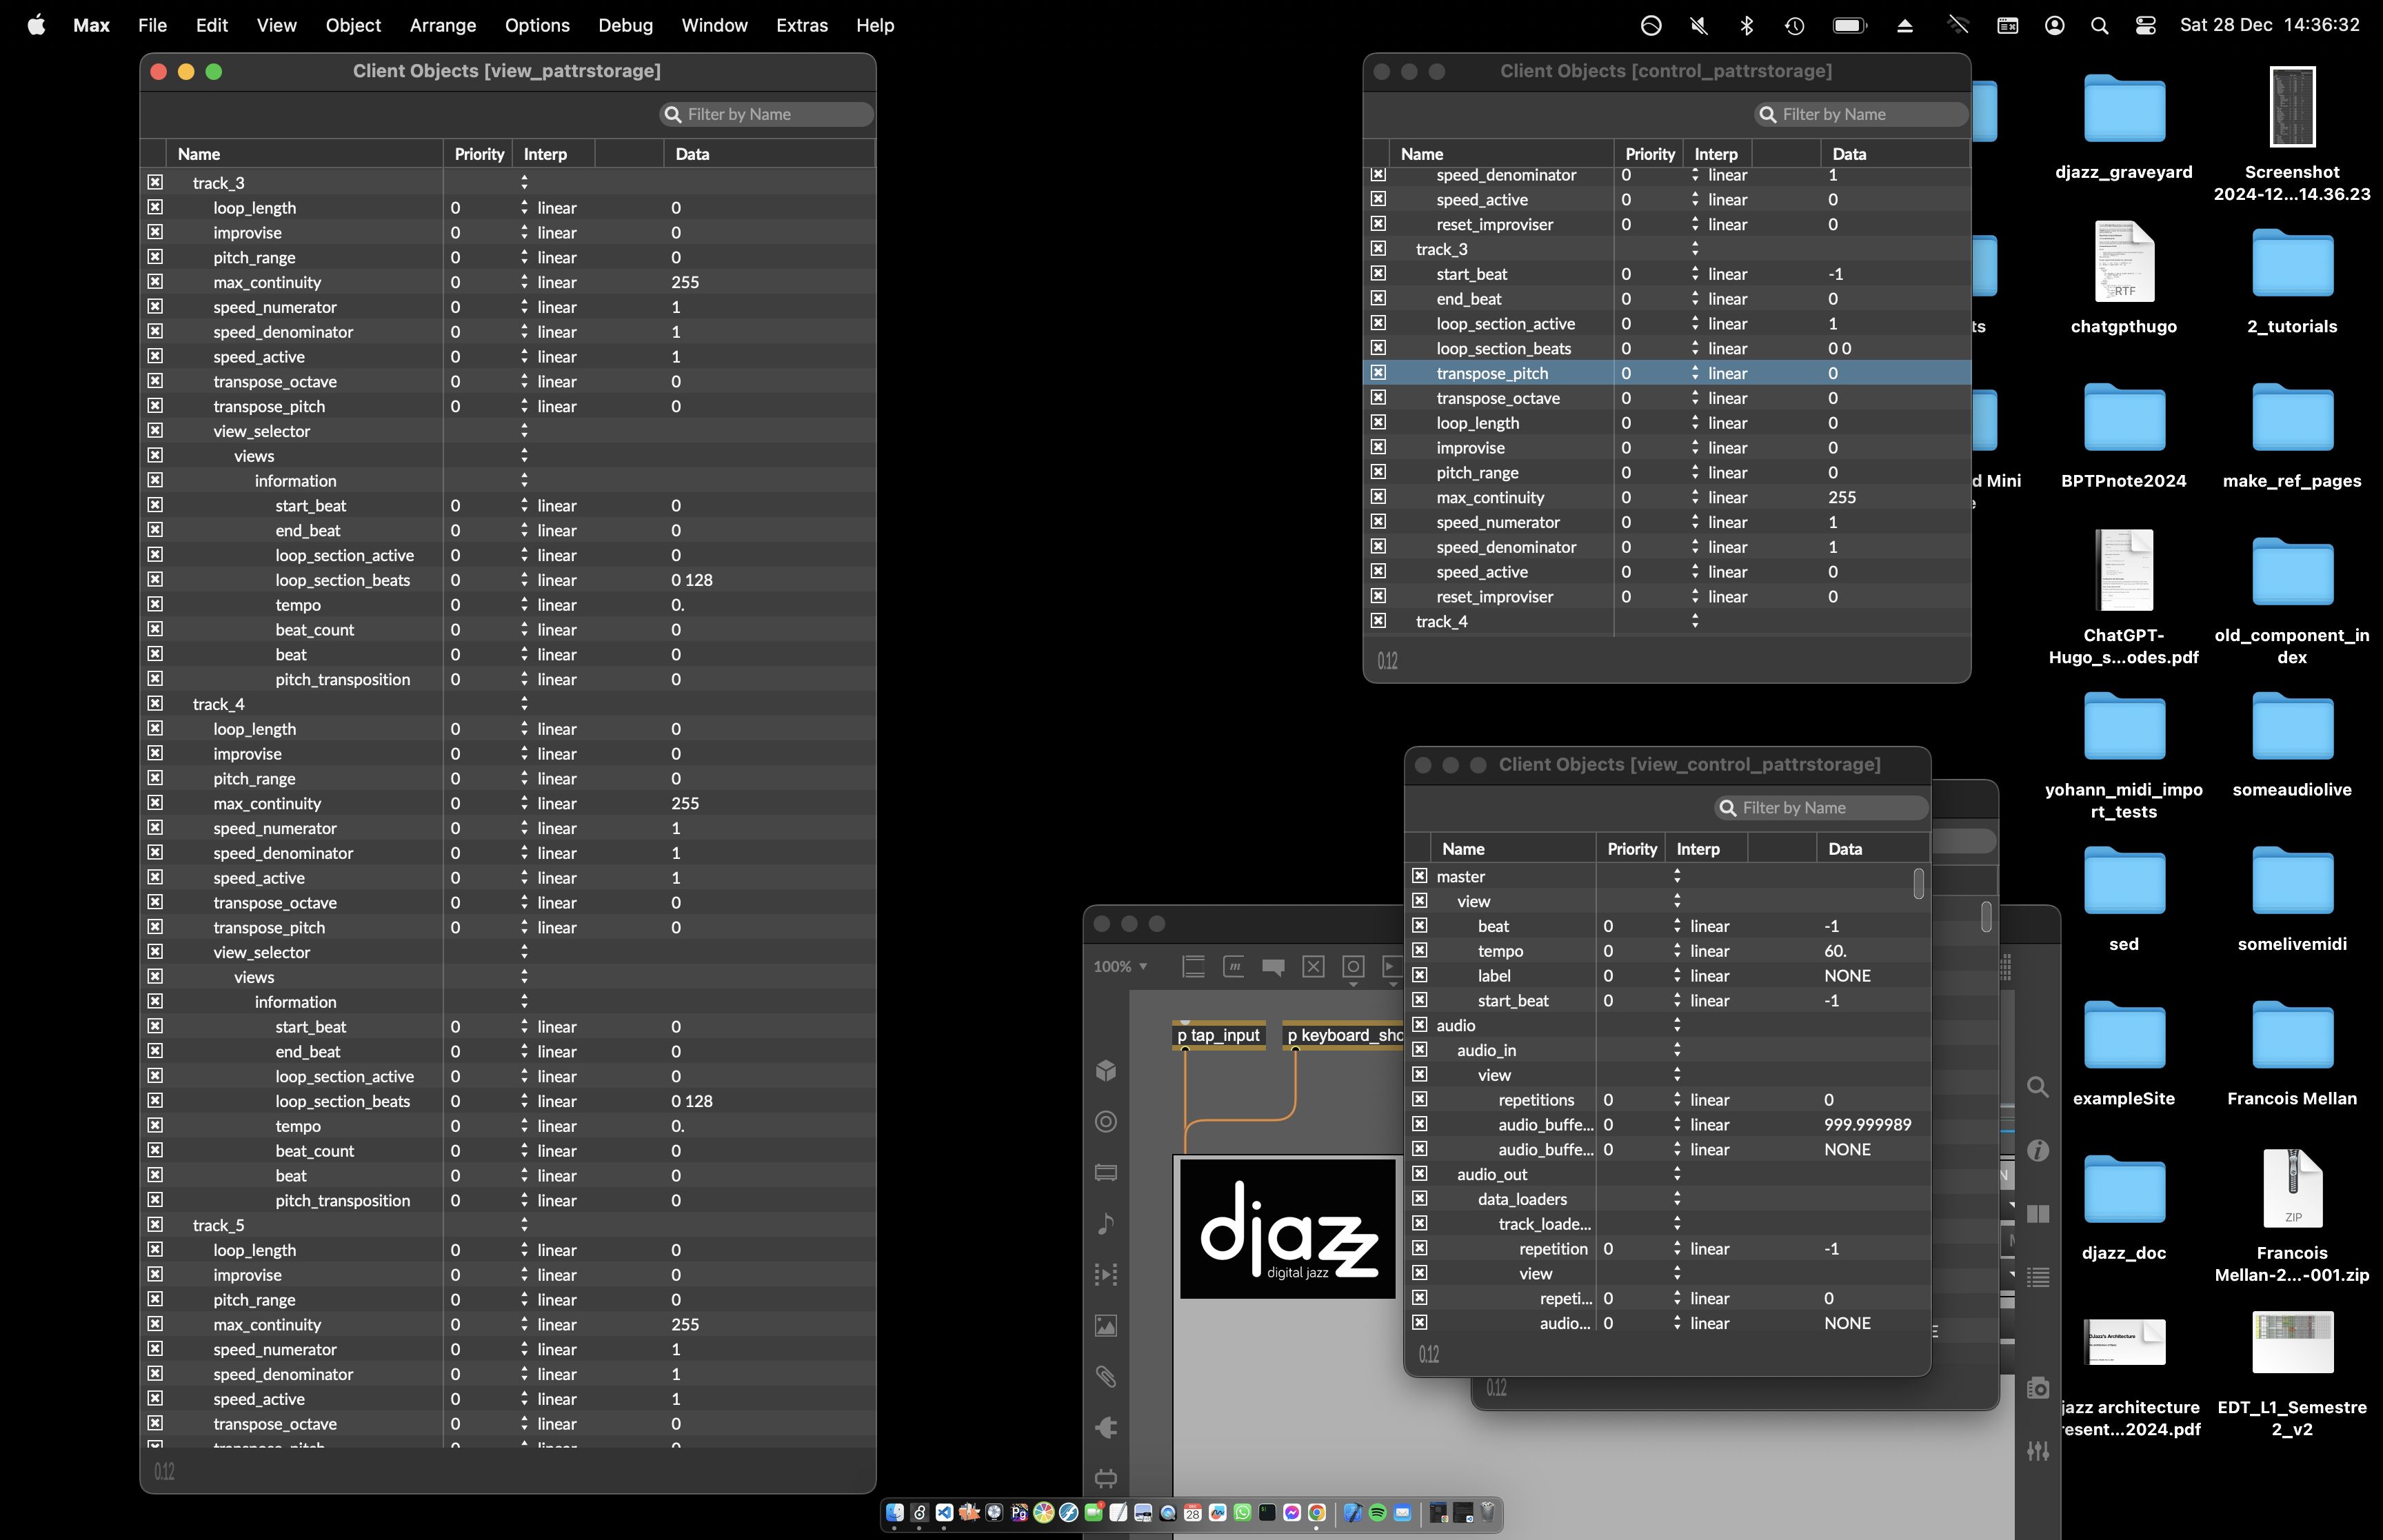 Max File Edit View Object Arrange Options Debug Window Extras Help
Sat 28 Dec 14:36:32
Client Objects [view_pattrstorage]
Filter by Name
Name Priority Interp Data
track_3
loop_length 0 linear 0
improvise 0 linear 0
pitch_range 0 linear 0
max_continuity 0 linear 255
speed_numerator 0 linear 1
speed_denominator 0 linear 1
speed_active 0 linear 1
transpose_octave 0 linear 0
transpose_pitch 0 linear 0
view_selector
views
information
start_beat 0 linear 0
end_beat 0 linear 0
loop_section_active 0 linear 0
loop_section_beats 0 linear 0 128
tempo 0 linear 0.
beat_count 0 linear 0
beat 0 linear 0
pitch_transposition 0 linear 0
track_4
loop_length 0 linear 0
improvise 0 linear 0
pitch_range 0 linear 0
max_continuity 0 linear 255
speed_numerator 0 linear 1
speed_denominator 0 linear 1
speed_active 0 linear 1
transpose_octave 0 linear 0
transpose_pitch 0 linear 0
view_selector
views
information
start_beat 0 linear 0
end_beat 0 linear 0
loop_section_active 0 linear 0
loop_section_beats 0 linear 0 128
tempo 0 linear 0.
beat_count 0 linear 0
beat 0 linear 0
pitch_transposition 0 linear 0
track_5
loop_length 0 linear 0
improvise 0 linear 0
pitch_range 0 linear 0
max_continuity 0 linear 255
speed_numerator 0 linear 1
speed_denominator 0 linear 1
speed_active 0 linear 1
transpose_octave 0 linear 0
transpose_pitch 0 linear 0
0.12
Client Objects [control_pattrstorage]
Filter by Name
Name Priority Interp Data
speed_denominator 0 linear 1
speed_active 0 linear 0
reset_improviser 0 linear 0
track_3
start_beat 0 linear -1
end_beat 0 linear 0
loop_section_active 0 linear 1
loop_section_beats 0 linear 0 0
transpose_pitch 0 linear 0
transpose_octave 0 linear 0
loop_length 0 linear 0
improvise 0 linear 0
pitch_range 0 linear 0
max_continuity 0 linear 255
speed_numerator 0 linear 1
speed_denominator 0 linear 1
speed_active 0 linear 0
reset_improviser 0 linear 0
track_4
0.12
Client Objects [view_control_pattrstorage]
Filter by Name
Name Priority Interp Data
master
view
beat 0 linear -1
tempo 0 linear 60.
label 0 linear NONE
start_beat 0 linear -1
audio
audio_in
view
repetitions 0 linear 0
audio_buffe... 0 linear 999.999989
audio_buffe... 0 linear NONE
audio_out
data_loaders
track_loade...
repetition 0 linear -1
view
repeti... 0 linear 0
audio... 0 linear NONE
0.12
0.12
100%
p tap_input
p keyboard_sho
djazz
digital jazz
djazz_graveyard
Screenshot
2024-12...14.36.23
ts
RTF
chatgpthugo
2_tutorials
d Mini
e
BPTPnote2024
make_ref_pages
ChatGPT-
Hugo_s...odes.pdf
old_component_in
dex
yohann_midi_impo
rt_tests
someaudiolive
sed
somelivemidi
exampleSite
Francois Mellan
djazz_doc
ZIP
Francois
Mellan-2...-001.zip
DJazz's Architecture
jazz architecture
resent...2024.pdf
EDT_L1_Semestre
2_v2
28